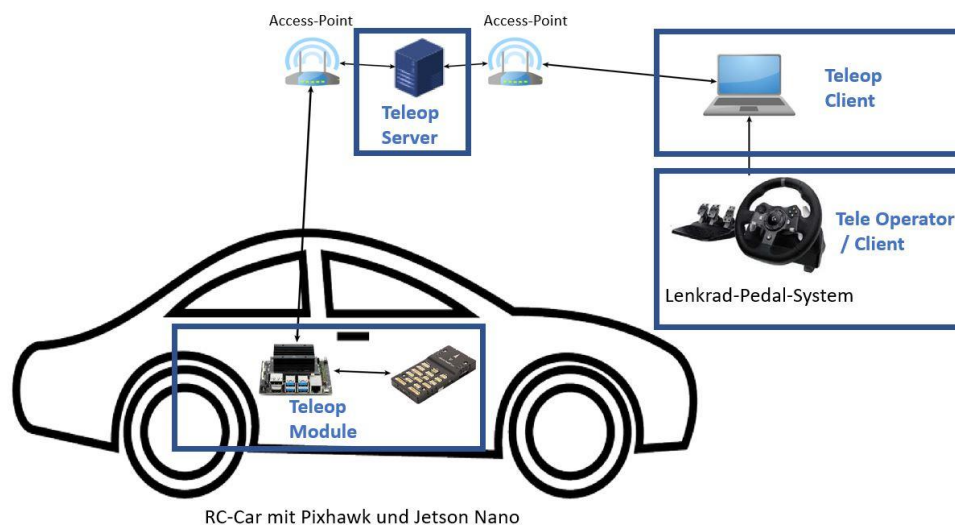 Access-Point
Access-Point
Teleop
Server
Teleop
Client
Tele Operator
/ Client
Lenkrad-Pedal-System
Teleop
Module
RC-Car mit Pixhawk und Jetson Nano